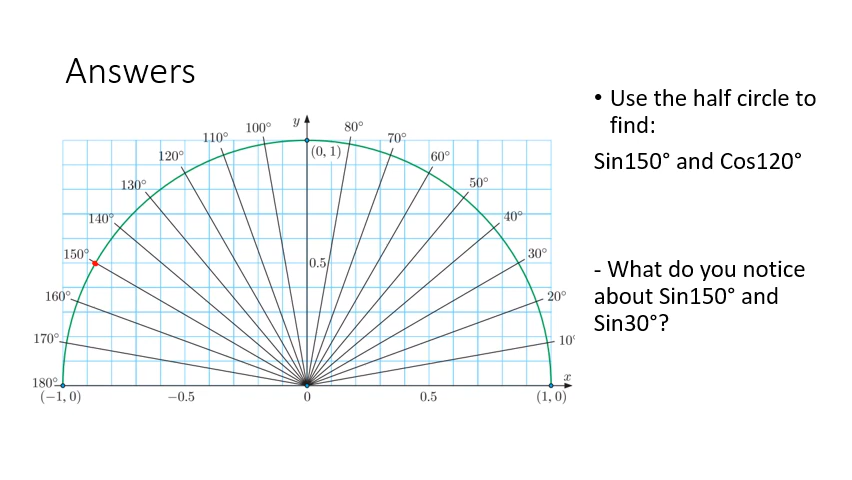 Answers
• Use the half circle to
find:
Sin150° and Cos120°
- What do you notice
about Sin150° and
Sin30°?
y
100°
80°
110°
70°
(0, 1)
120°
60°
130°
50°
140°
40°
150°
0.5
30°
160°
20°
170°
10°
180°
x
(−1, 0)
−0.5
0
0.5
(1, 0)